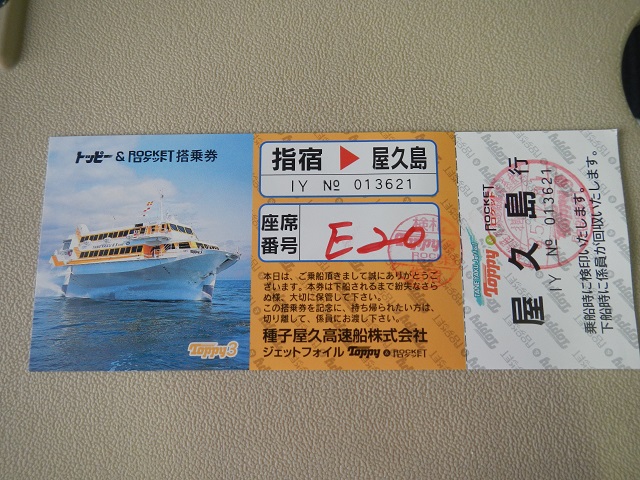 トッピー & ROCKET ロケット 搭乗券
Toppy3
指宿 ▶ 屋久島
IY № 013621
座席
番号
E20
検札
Toppy
本日は、ご乗船頂きまして誠にありがとうご
ざいます。本券は下船されるまで紛失なさら
ぬ様、大切に保管して下さい。
この搭乗券を記念に、持ち帰られたい方は、
切り離して、係員にお渡し下さい。
種子屋久高速船株式会社
ジェットフォイル Toppy & ROCKET
Toppy & ROCKET
屋久島 行
IY № 013621
乗船時に検印いたします。
下船時に係員が回収いたします。